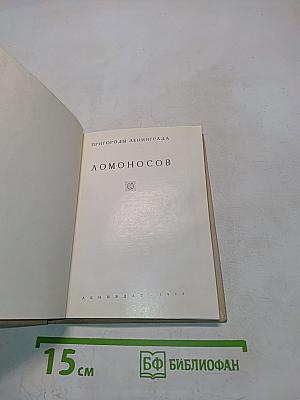 ПРИГОРОДЫ ЛЕНИНГРАДА
ЛОМОНОСОВ
ЛЕНИЗДАТ
15 см
БФ БИБЛИОФАН